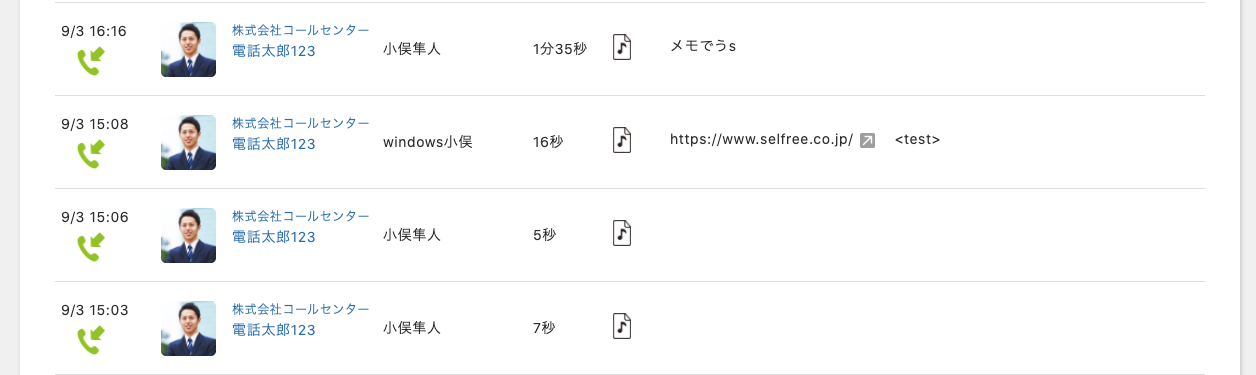 9/3 16:16
株式会社コールセンター
電話太郎123
小俣隼人
1分35秒
メモでうs
9/3 15:08
株式会社コールセンター
電話太郎123
windows小俣
16秒
https://www.selfree.co.jp/ <test>
9/3 15:06
株式会社コールセンター
電話太郎123
小俣隼人
5秒
9/3 15:03
株式会社コールセンター
電話太郎123
小俣隼人
7秒